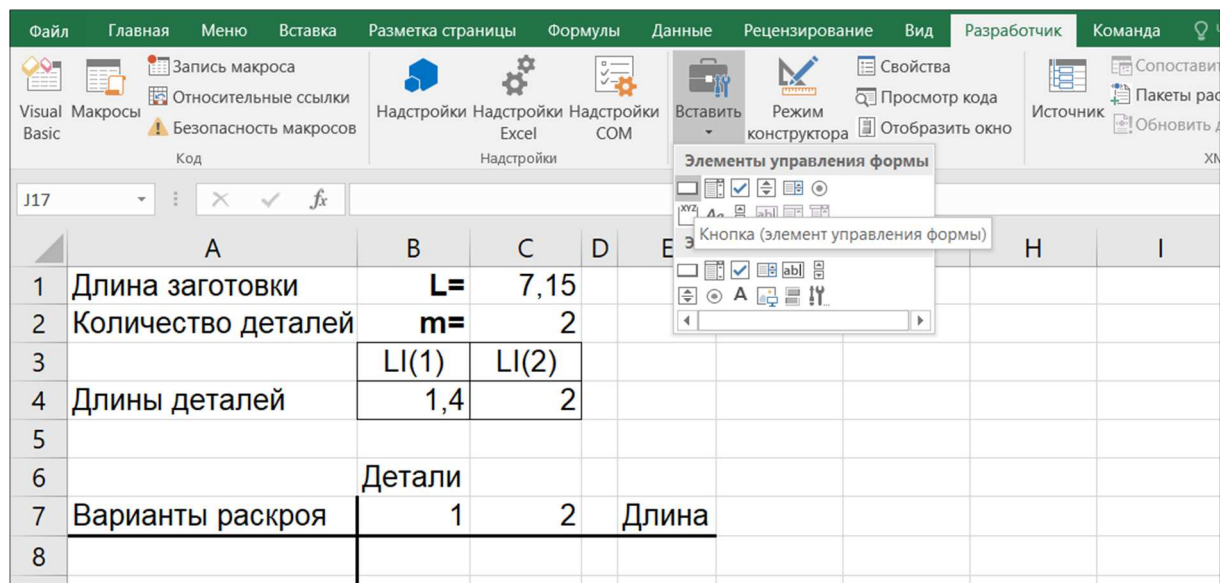 Файл Главная Меню Вставка Разметка страницы Формулы Данные Рецензирование Вид Разработчик Команда
Visual Basic
Макросы
Запись макроса
Относительные ссылки
Безопасность макросов
Код
Надстройки
Надстройки Excel
Надстройки COM
Надстройки
Вставить
Режим конструктора
Свойства
Просмотр кода
Отобразить окно
Источник
Сопоставит
Пакеты рас
Обновить
Элементы управления формы
Кнопка (элемент управления формы)
J17 fx
A B C D E H I
1 Длина заготовки L= 7,15
2 Количество деталей m= 2
3 LI(1) LI(2)
4 Длины деталей 1,4 2
5
6 Детали
7 Варианты раскроя 1 2 Длина
8